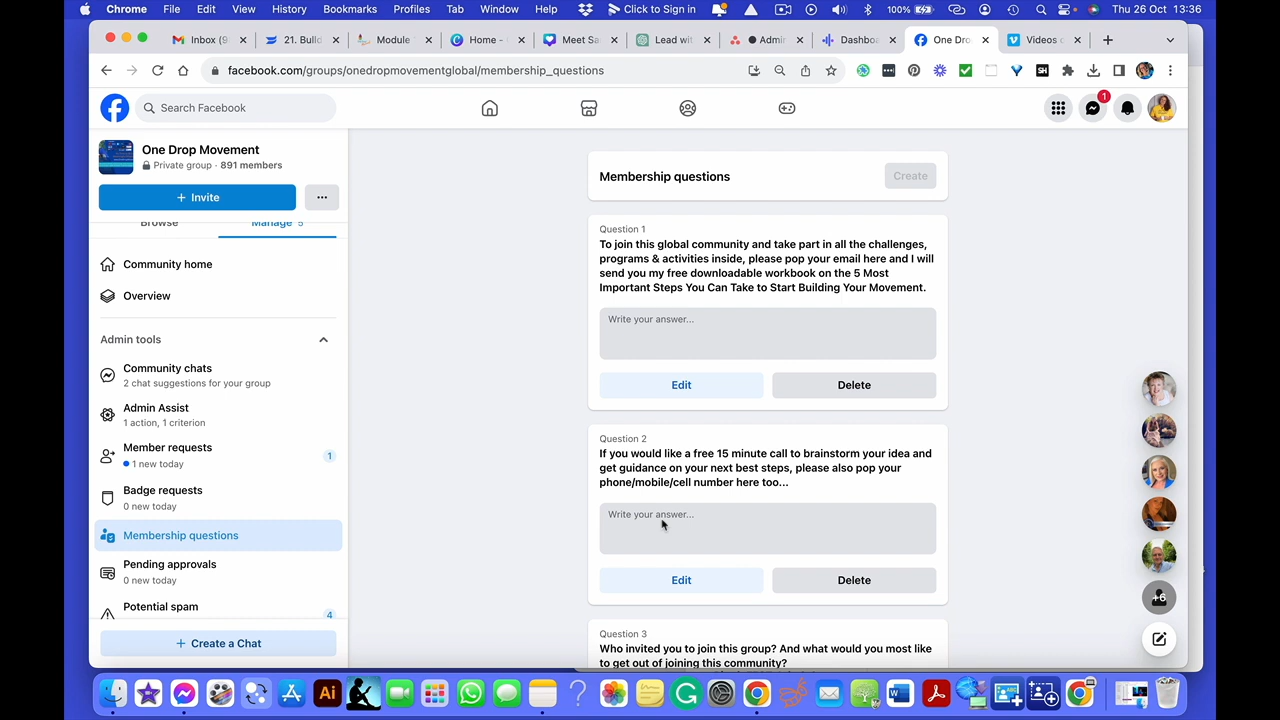 Chrome File Edit View History Bookmarks Profiles Tab Window Help Click to Sign in 100% Thu 26 Oct 13:36
Inbox (9 21. Build Module Home - Meet Sa Lead wit Admir Dashbo One Dro Videos
facebook.com/groups/onedropmovementglobal/membership_questions
Search Facebook
1
One Drop Movement
Private group · 891 members
+ Invite
...
Browse Manage 5
Community home
Overview
Admin tools
Community chats
2 chat suggestions for your group
Admin Assist
1 action, 1 criterion
Member requests
1 new today
1
Badge requests
0 new today
Membership questions
Pending approvals
0 new today
Potential spam
4
+ Create a Chat
Membership questions
Create
Question 1
To join this global community and take part in all the challenges,
programs & activities inside, please pop your email here and I will
send you my free downloadable workbook on the 5 Most
Important Steps You Can Take to Start Building Your Movement.
Write your answer...
Edit Delete
Question 2
If you would like a free 15 minute call to brainstorm your idea and
get guidance on your next best steps, please also pop your
phone/mobile/cell number here too...
Write your answer...
Edit Delete
Question 3
Who invited you to join this group? And what would you most like
to get out of joining this community?
+6
Ai